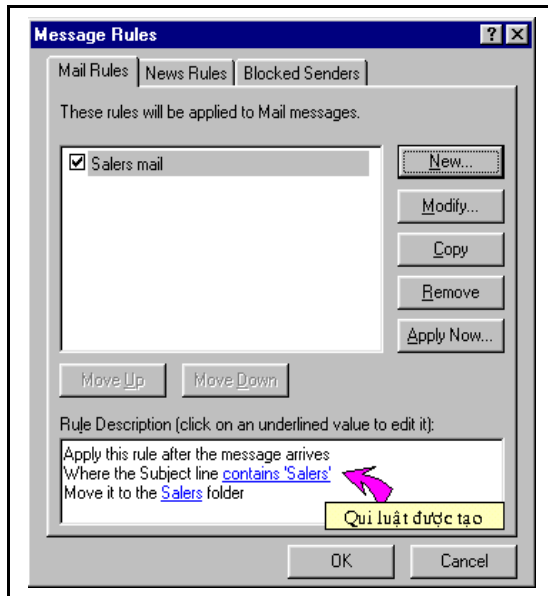 Message Rules
Mail Rules News Rules Blocked Senders
These rules will be applied to Mail messages.
Salers mail
New...
Modify...
Copy
Remove
Apply Now...
Move Up Move Down
Rule Description (click on an underlined value to edit it):
Apply this rule after the message arrives
Where the Subject line contains 'Salers'
Move it to the Salers folder
Qui luật được tạo
OK Cancel